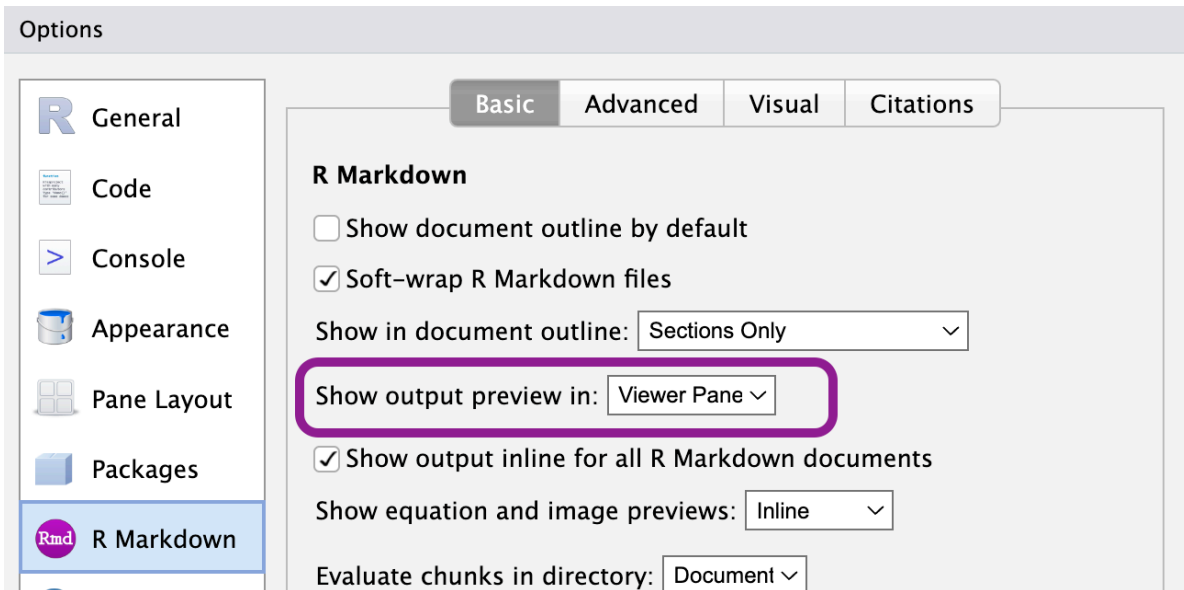 Options
General
Code
Console
Appearance
Pane Layout
Packages
Rmd R Markdown
Basic Advanced Visual Citations
R Markdown
Show document outline by default
Soft-wrap R Markdown files
Show in document outline: Sections Only
Show output preview in: Viewer Pane
Show output inline for all R Markdown documents
Show equation and image previews: Inline
Evaluate chunks in directory: Document